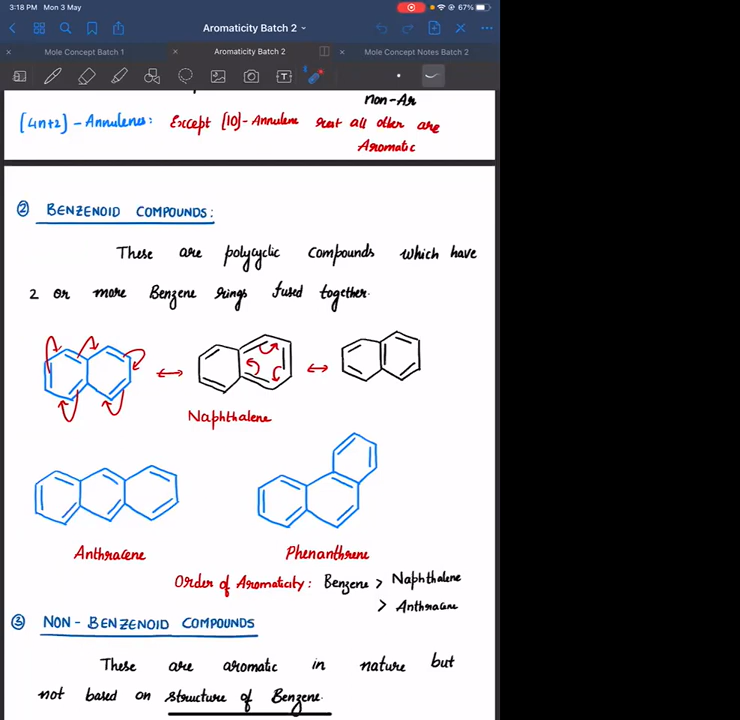 3:18 PM Mon 3 May
67%
Aromaticity Batch 2
Mole Concept Batch 1
Aromaticity Batch 2
Mole Concept Notes Batch 2
non-Ar
(4n+2) - Annulenes: Except [10]-Annulene rest all other are
Aromatic
② BENZENOID COMPOUNDS:
These are polycyclic compounds which have
2 or more Benzene rings fused together.
Naphthalene
Anthracene
Phenanthrene
Order of Aromaticity: Benzene > Naphthalene
> Anthracene
③ NON-BENZENOID COMPOUNDS
These are aromatic in nature but
not based on structure of Benzene.